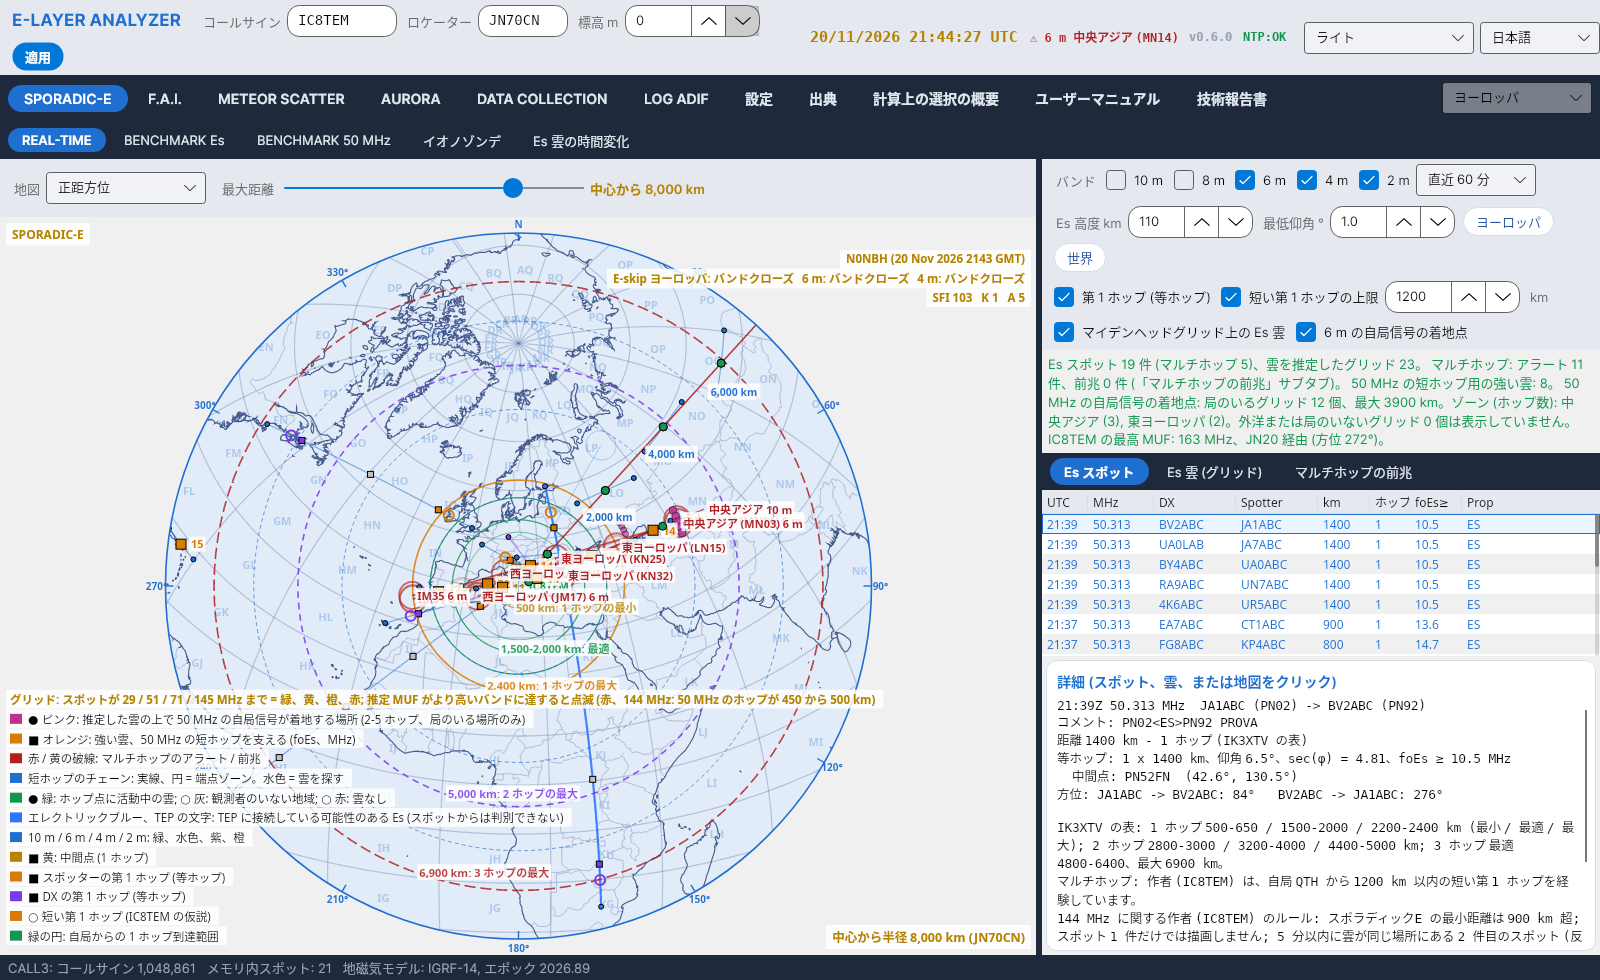 E-LAYER ANALYZER
コールサイン IC8TEM ロケーター JN70CN 標高 m 0
適用
20/11/2026 21:44:27 UTC ⚠ 6 m 中央アジア (MN14) v0.6.0 NTP:OK ライト 日本語
SPORADIC-E F.A.I. METEOR SCATTER AURORA DATA COLLECTION LOG ADIF 設定 出典 計算上の選択の概要 ユーザーマニュアル 技術報告書 ヨーロッパ
REAL-TIME BENCHMARK Es BENCHMARK 50 MHz イオノゾンデ Es 雲の時間変化
地図 正距方位 最大距離 中心から 8,000 km
SPORADIC-E
N0NBH (20 Nov 2026 2143 GMT)
E-skip ヨーロッパ: バンドクローズ 6 m: バンドクローズ 4 m: バンドクローズ
SFI 103 K 1 A 5
N
330°
300°
60°
270°
90°
120°
210°
150°
180°
6,000 km
4,000 km
2,000 km
中央アジア 10 m
中央アジア (MN03) 6 m
14
15
東ヨーロッパ (LN15)
東ヨーロッパ (KN25)
西ヨーロッ
東ヨーロッパ (KN32)
IM35 6 m
西ヨーロッパ (JM17) 6 m
500 km: 1 ホップの最小
1,500-2,000 km: 最適
2,400 km: 1 ホップの最大
5,000 km: 2 ホップの最大
6,900 km: 3 ホップの最大
グリッド: スポットが 29 / 51 / 71 / 145 MHz まで = 緑、黄、橙、赤; 推定 MUF がより高いバンドに達すると点滅 (赤、144 MHz: 50 MHz のホップが 450 から 500 km)
● ピンク: 推定した雲の上で 50 MHz の自局信号が着地する場所 (2-5 ホップ、局のいる場所のみ)
■ オレンジ: 強い雲、50 MHz の短ホップを支える (foEs、MHz)
赤 / 黄の破線: マルチホップのアラート / 前兆
短ホップのチェーン: 実線、円 = 端点ゾーン。水色 = 雲を探す
● 緑: ホップ点に活動中の雲; ○ 灰: 観測者のいない地域; ○ 赤: 雲なし
エレクトリックブルー、TEP の文字: TEP に接続している可能性のある Es (スポットからは判別できない)
10 m / 6 m / 4 m / 2 m: 緑、水色、紫、橙
■ 黄: 中間点 (1 ホップ)
■ スポッターの第 1 ホップ (等ホップ)
■ DX の第 1 ホップ (等ホップ)
○ 短い第 1 ホップ (IC8TEM の仮説)
緑の円: 自局からの 1 ホップ到達範囲
中心から半径 8,000 km (JN70CN)
バンド 10 m 8 m 6 m 4 m 2 m 直近 60 分
Es 高度 km 110 最低仰角 ° 1.0 ヨーロッパ
世界
第 1 ホップ (等ホップ) 短い第 1 ホップの上限 1200 km
マイデンヘッドグリッド上の Es 雲 6 m の自局信号の着地点
Es スポット 19 件 (マルチホップ 5)、雲を推定したグリッド 23。 マルチホップ: アラート 11
件、前兆 0 件 (「マルチホップの前兆」サブタブ)。 50 MHz の短ホップ用の強い雲: 8。 50
MHz の自局信号の着地点: 局のいるグリッド 12 個、最大 3900 km。ゾーン (ホップ数): 中
央アジア (3), 東ヨーロッパ (2)。外洋または局のいないグリッド 0 個は表示していません。
IC8TEM の最高 MUF: 163 MHz、JN20 経由 (方位 272°)。
Es スポット Es 雲 (グリッド) マルチホップの前兆
UTC MHz DX Spotter km ホップ foEs≥ Prop
21:39 50.313 BV2ABC JA1ABC 1400 1 10.5 ES
21:39 50.313 UA0LAB JA7ABC 1400 1 10.5 ES
21:39 50.313 BY4ABC UA0ABC 1400 1 10.5 ES
21:39 50.313 RA9ABC UN7ABC 1400 1 10.5 ES
21:39 50.313 4K6ABC UR5ABC 1400 1 10.5 ES
21:37 50.313 EA7ABC CT1ABC 900 1 13.6 ES
21:37 50.313 FG8ABC KP4ABC 800 1 14.7 ES
詳細 (スポット、雲、または地図をクリック)
21:39Z 50.313 MHz JA1ABC (PN02) -> BV2ABC (PN92)
コメント: PN02<ES>PN92 PROVA
距離 1400 km - 1 ホップ (IK3XTV の表)
等ホップ: 1 x 1400 km、仰角 6.5°、sec(φ) = 4.81、foEs ≥ 10.5 MHz
中間点: PN52FN (42.6°, 130.5°)
方位: JA1ABC -> BV2ABC: 84° BV2ABC -> JA1ABC: 276°
IK3XTV の表: 1 ホップ 500-650 / 1500-2000 / 2200-2400 km (最小 / 最適 / 最
大); 2 ホップ 2800-3000 / 3200-4000 / 4400-5000 km; 3 ホップ 最適
4800-6400、最大 6900 km。
マルチホップ: 作者 (IC8TEM) は、自局 QTH から 1200 km 以内の短い第 1 ホップを経
験しています。
144 MHz に関する作者 (IC8TEM) のルール: スポラディックE の最小距離は 900 km 超;
スポット 1 件だけでは描画しません; 5 分以内に雲が同じ場所にある 2 件目のスポット (反
CALL3: コールサイン 1,048,861 メモリ内スポット: 21 地磁気モデル: IGRF-14, エポック 2026.89